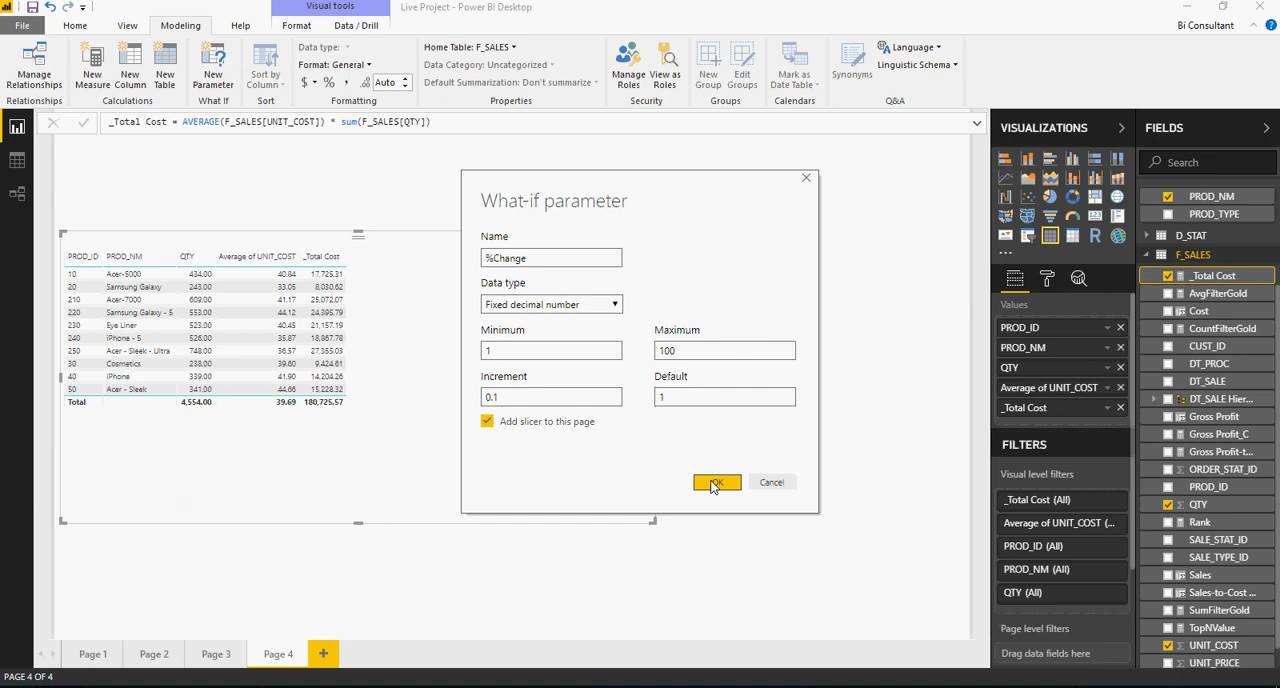 Visual tools
Live Project - Power BI Desktop
File
Home
View
Modeling
Help
Format
Data / Drill
Bi Consultant
Manage Relationships
Relationships
New Measure
New Column
New Table
Calculations
New Parameter
What If
Sort by Column
Sort
Data type:
Format: General
$ % , Auto
Formatting
Home Table: F_SALES
Data Category: Uncategorized
Default Summarization: Don't summarize
Properties
Manage Roles
View as Roles
Security
New Group
Edit Groups
Groups
Mark as Date Table
Calendars
Synonyms
Language
Linguistic Schema
Q&A
_Total Cost = AVERAGE(F_SALES[UNIT_COST]) * sum(F_SALES[QTY])
PROD_ID PROD_NM QTY Average of UNIT_COST _Total Cost
10 Acer-5000 434.00 40.84 17,725.31
20 Samsung Galaxy 243.00 33.05 8,030.62
210 Acer-7000 609.00 41.17 25,072.07
220 Samsung Galaxy - 5 553.00 44.12 24,395.79
230 Eye Liner 523.00 40.45 21,157.19
240 iPhone - 5 526.00 35.87 18,867.78
250 Acer - Sleek - Ultra 748.00 36.57 27,355.03
30 Cosmetics 238.00 39.60 9,424.61
40 iPhone 339.00 41.90 14,204.26
50 Acer - Sleek 341.00 44.66 15,228.32
Total 4,554.00 39.69 180,725.57
What-if parameter
Name
%Change
Data type
Fixed decimal number
Minimum
1
Maximum
100
Increment
0.1
Default
1
Add slicer to this page
OK
Cancel
VISUALIZATIONS
R
Values
PROD_ID
PROD_NM
QTY
Average of UNIT_COST
_Total Cost
FILTERS
Visual level filters
_Total Cost (All)
Average of UNIT_COST (...
PROD_ID (All)
PROD_NM (All)
QTY (All)
Page level filters
Drag data fields here
FIELDS
Search
PROD_NM
PROD_TYPE
D_STAT
F_SALES
_Total Cost
AvgFilterGold
Cost
CountFilterGold
CUST_ID
DT_PROC
DT_SALE
DT_SALE Hier...
Gross Profit
Gross Profit_C
Gross Profit-t...
ORDER_STAT_ID
PROD_ID
QTY
Rank
SALE_STAT_ID
SALE_TYPE_ID
Sales
Sales-to-Cost ...
SumFilterGold
TopNValue
UNIT_COST
UNIT_PRICE
Page 1
Page 2
Page 3
Page 4
PAGE 4 OF 4